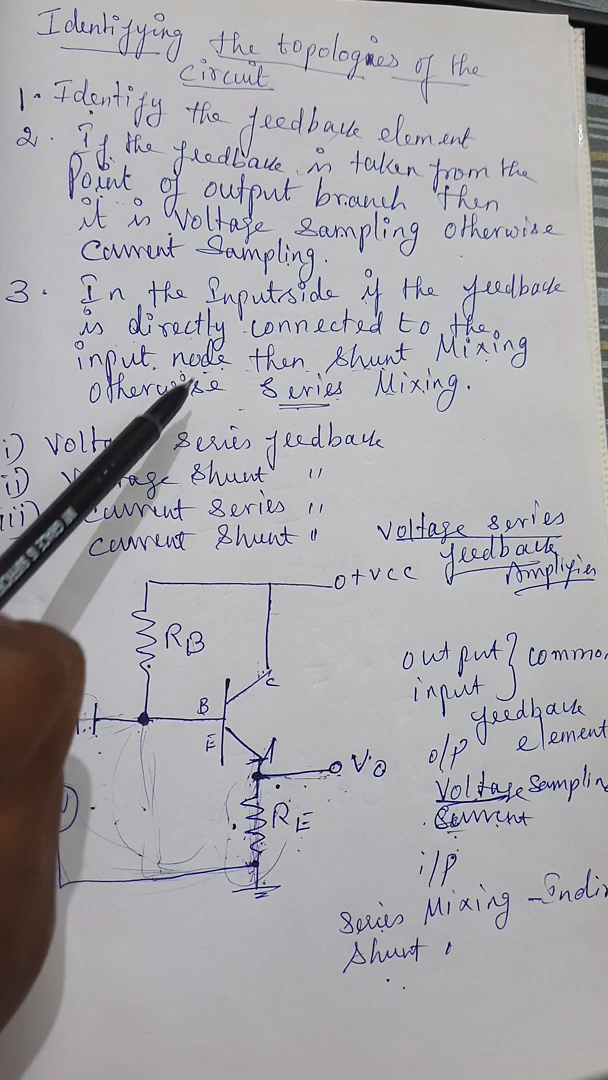 Identifying the topologies of the
circuit
1. Identify the feedback element
2. If the feedback is taken from the
Point of output branch then
it is Voltage Sampling otherwise
Current Sampling.
3. In the Inputside if the feedback
is directly connected to the
input node then Shunt Mixing
otherwise Series Mixing.
i) Series feedback
ii) Shunt "
iii) Current Series "
Current Shunt "
Voltage series
feedback
Amplifier
o+Vcc
RB
C
B
E
Vo
RE
output } common
input
feedback
o/p element
Voltage Sampling
Current
i/p
Series Mixing -
Shunt "